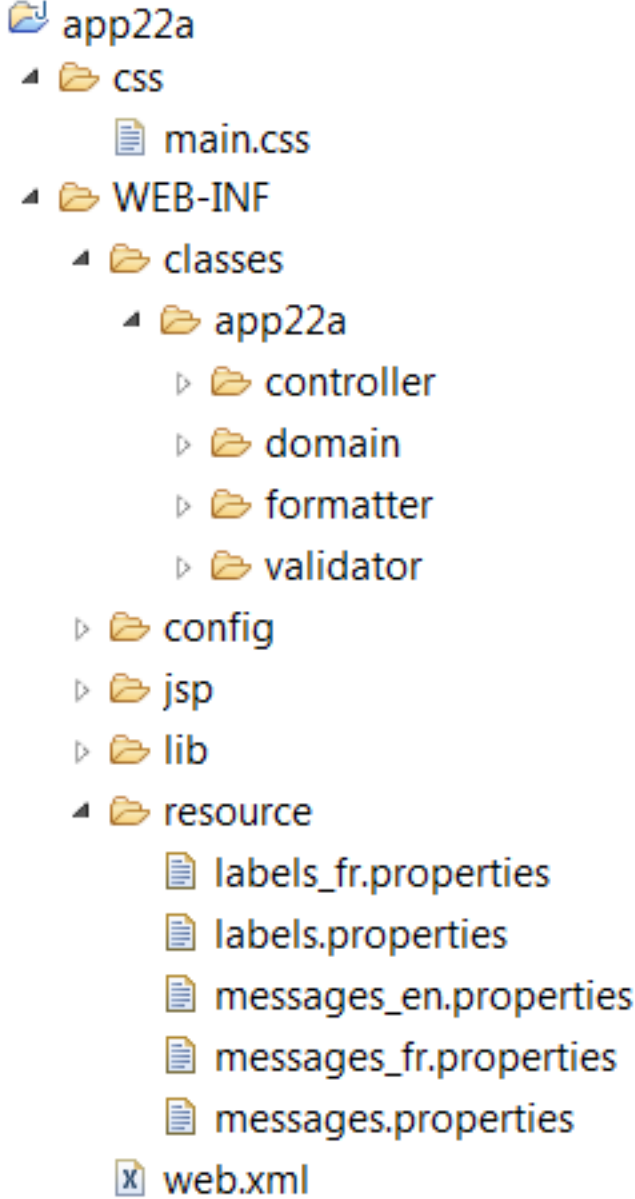 app22a
css
main.css
WEB-INF
classes
app22a
controller
domain
formatter
validator
config
jsp
lib
resource
labels_fr.properties
labels.properties
messages_en.properties
messages_fr.properties
messages.properties
web.xml